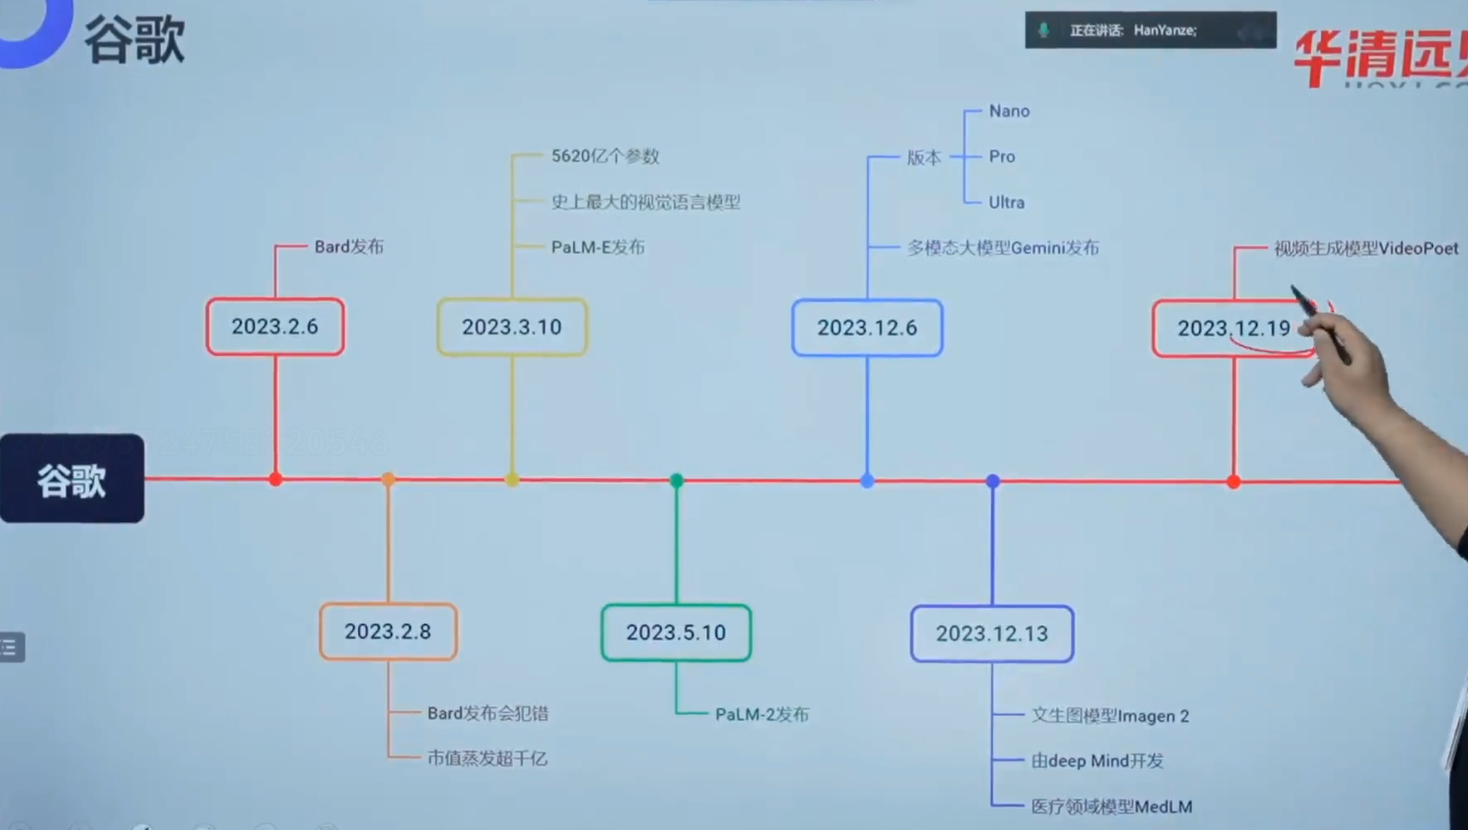 谷歌
正在讲话: HanYanze;
华清远
Nano
5620亿个参数
版本
Pro
史上最大的视觉语言模型
Ultra
Bard发布
PaLM-E发布
多模态大模型Gemini发布
视频生成模型VideoPoet
2023.2.6
2023.3.10
2023.12.6
2023.12.19
谷歌
2023.2.8
2023.5.10
2023.12.13
Bard发布会犯错
PaLM-2发布
文生图模型Imagen 2
市值蒸发超千亿
由deep Mind开发
医疗领域模型MedLM